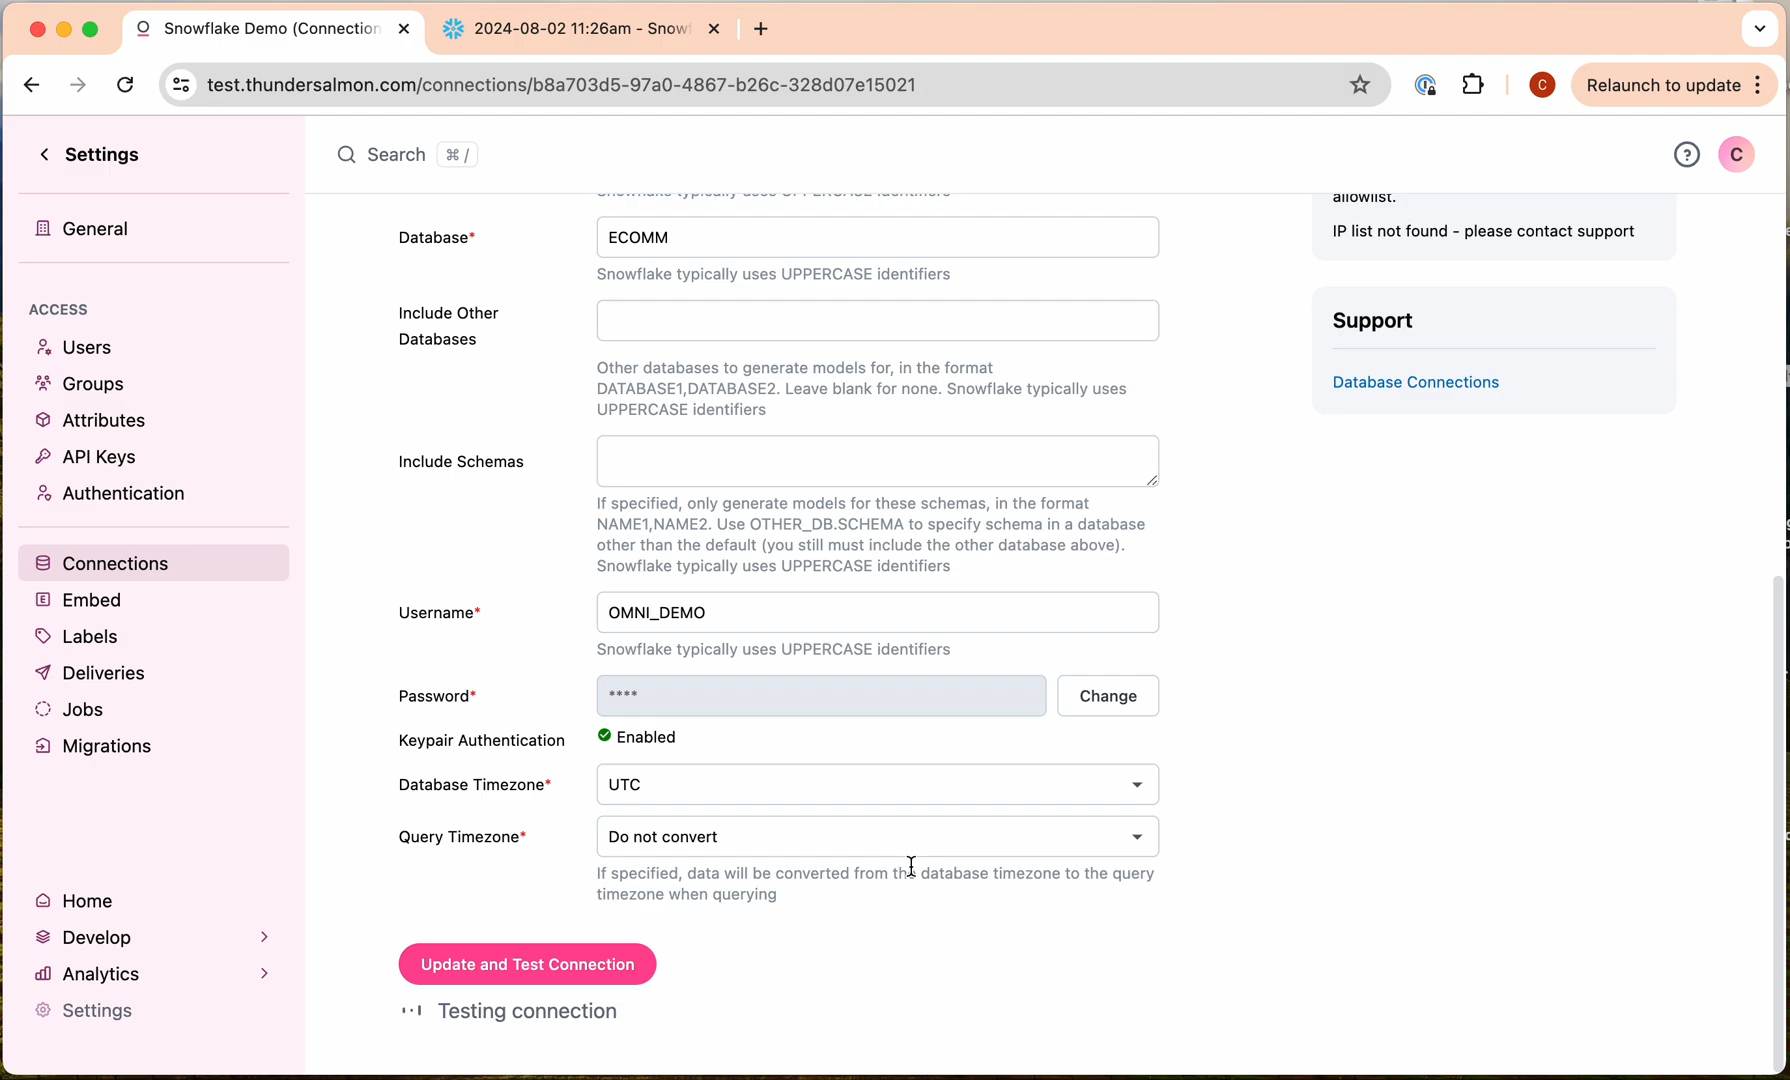 Snowflake Demo (Connection
2024-08-02 11:26am - Snowf
test.thundersalmon.com/connections/b8a703d5-97a0-4867-b26c-328d07e15021
C
Relaunch to update
Settings
Search
⌘ /
C
General
ACCESS
Users
Groups
Attributes
API Keys
Authentication
Connections
Embed
Labels
Deliveries
Jobs
Migrations
Home
Develop
Analytics
Settings
Snowflake typically uses UPPERCASE identifiers
Database*
ECOMM
Snowflake typically uses UPPERCASE identifiers
Include Other
Databases
Other databases to generate models for, in the format
DATABASE1,DATABASE2. Leave blank for none. Snowflake typically uses
UPPERCASE identifiers
Include Schemas
If specified, only generate models for these schemas, in the format
NAME1,NAME2. Use OTHER_DB.SCHEMA to specify schema in a database
other than the default (you still must include the other database above).
Snowflake typically uses UPPERCASE identifiers
Username*
OMNI_DEMO
Snowflake typically uses UPPERCASE identifiers
Password*
****
Change
Keypair Authentication
Enabled
Database Timezone*
UTC
Query Timezone*
Do not convert
If specified, data will be converted from the database timezone to the query
timezone when querying
Update and Test Connection
Testing connection
allowlist.
IP list not found - please contact support
Support
Database Connections